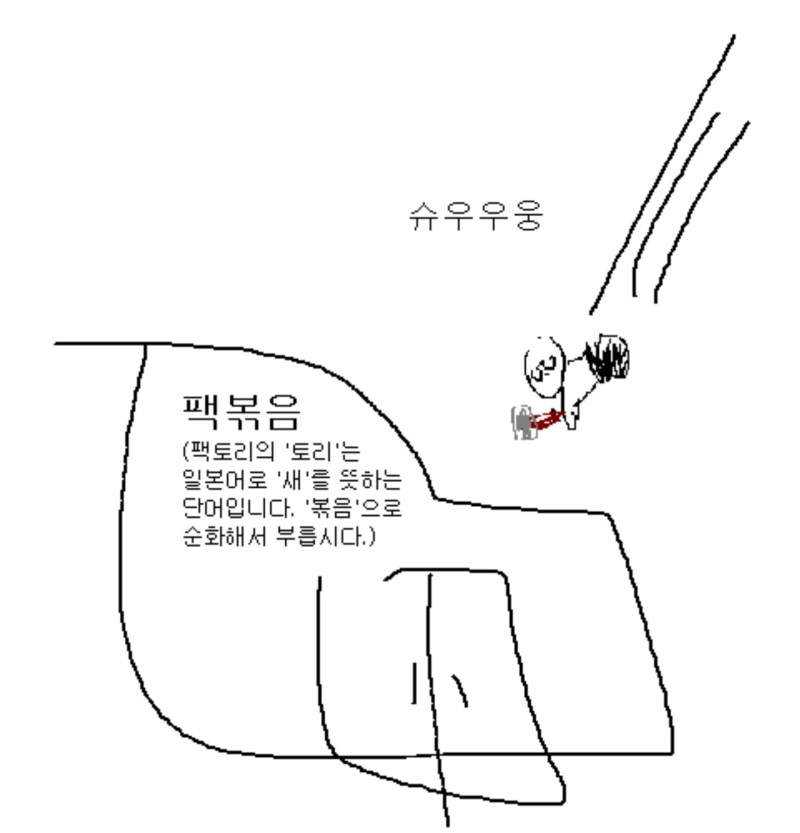 슈우우웅
팩볶음
(팩토리의 '토리'는
일본어로 '새'를 뜻하는
단어입니다. '볶음'으로
순화해서 부릅시다.)